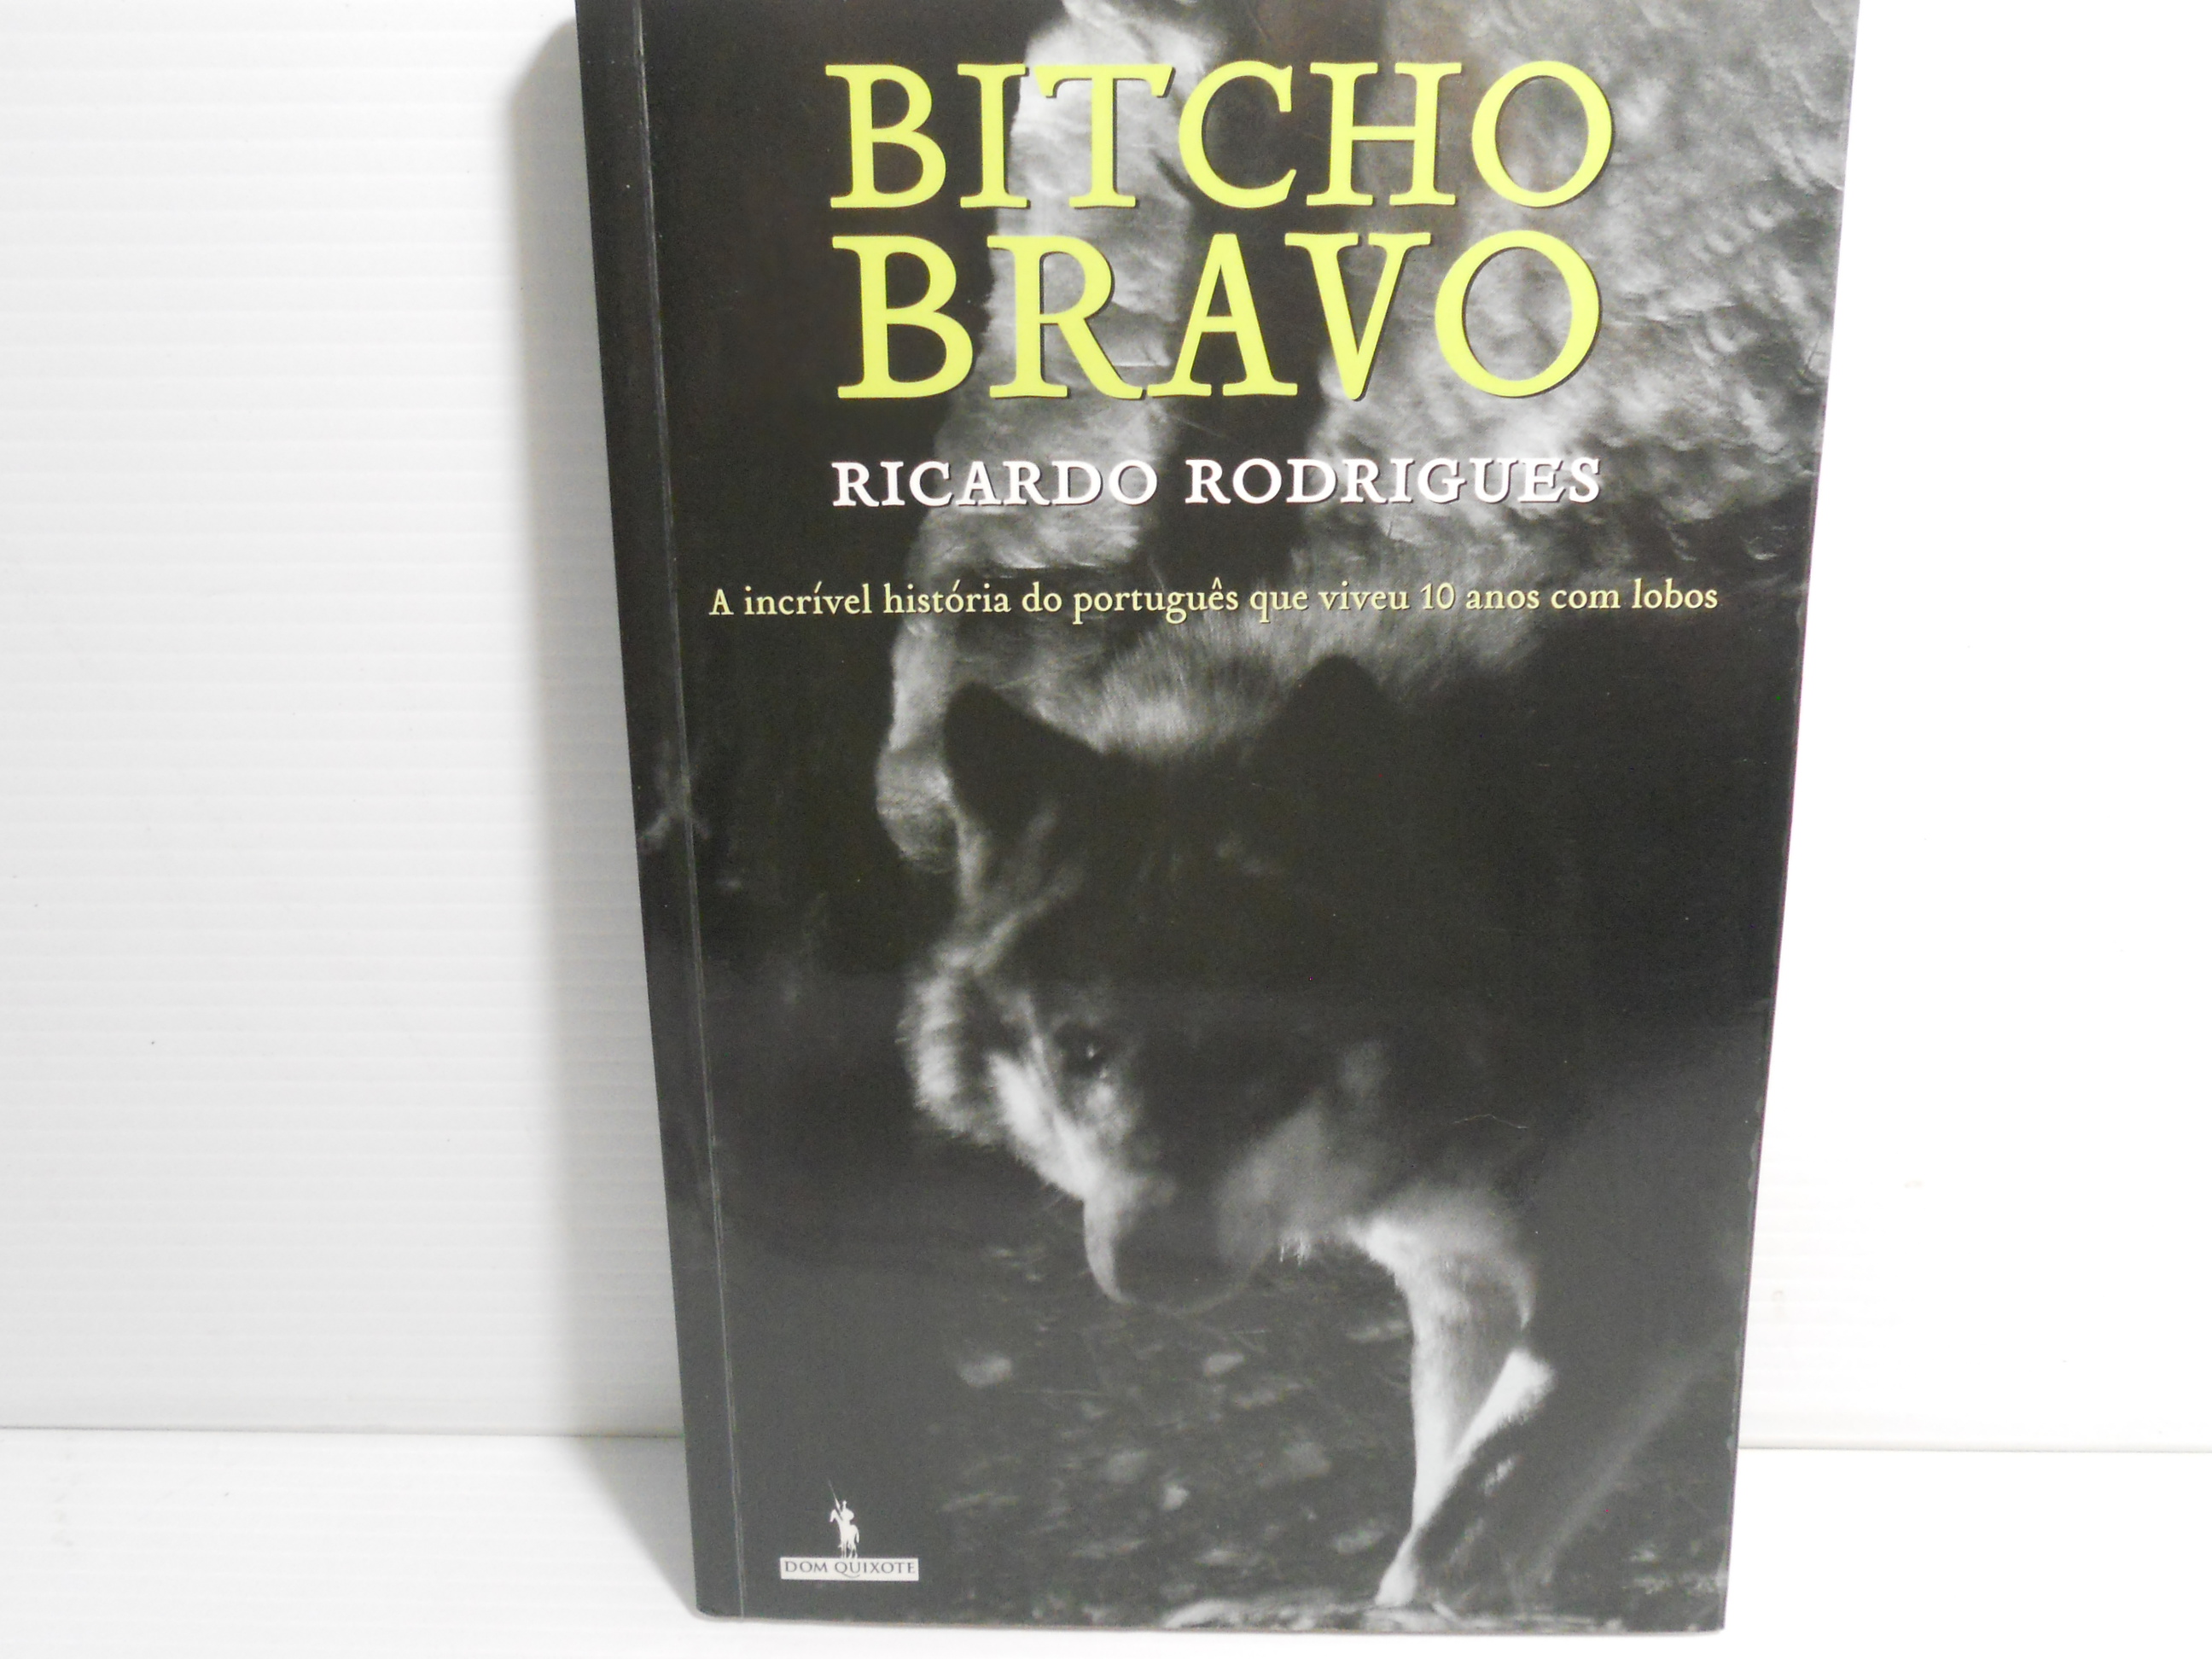 BITCHO
BRAVO
RICARDO RODRIGUES
A incrível história do português que viveu 10 anos com lobos
DOM QUIXOTE